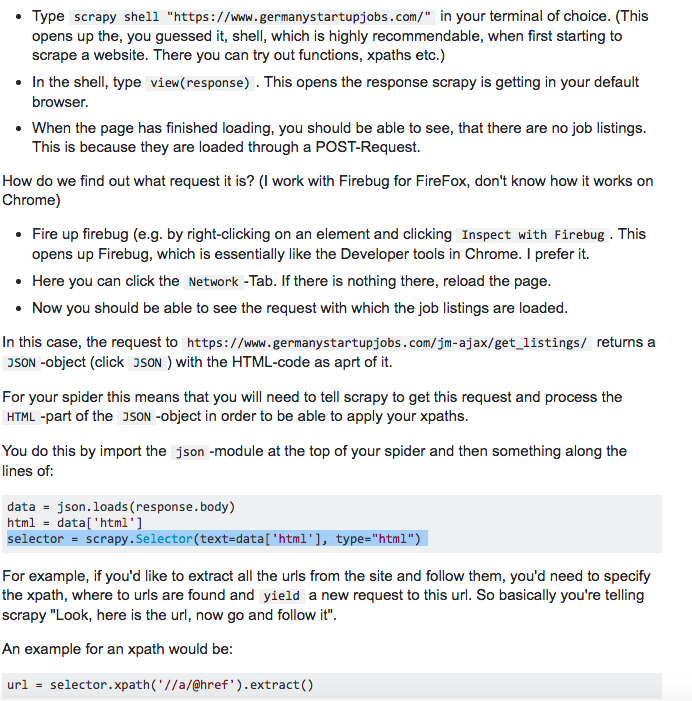 • Type scrapy shell "https://www.germanystartupjobs.com/" in your terminal of choice. (This
opens up the, you guessed it, shell, which is highly recommendable, when first starting to
scrape a website. There you can try out functions, xpaths etc.)
• In the shell, type view(response) . This opens the response scrapy is getting in your default
browser.
• When the page has finished loading, you should be able to see, that there are no job listings.
This is because they are loaded through a POST-Request.
How do we find out what request it is? (I work with Firebug for FireFox, don't know how it works on
Chrome)
• Fire up firebug (e.g. by right-clicking on an element and clicking Inspect with Firebug . This
opens up Firebug, which is essentially like the Developer tools in Chrome. I prefer it.
• Here you can click the Network -Tab. If there is nothing there, reload the page.
• Now you should be able to see the request with which the job listings are loaded.
In this case, the request to https://www.germanystartupjobs.com/jm-ajax/get_listings/ returns a
JSON -object (click JSON ) with the HTML-code as aprt of it.
For your spider this means that you will need to tell scrapy to get this request and process the
HTML -part of the JSON -object in order to be able to apply your xpaths.
You do this by import the json -module at the top of your spider and then something along the
lines of:
data = json.loads(response.body)
html = data['html']
selector = scrapy.Selector(text=data['html'], type="html")
For example, if you'd like to extract all the urls from the site and follow them, you'd need to specify
the xpath, where to urls are found and yield a new request to this url. So basically you're telling
scrapy "Look, here is the url, now go and follow it".
An example for an xpath would be:
url = selector.xpath('//a/@href').extract()